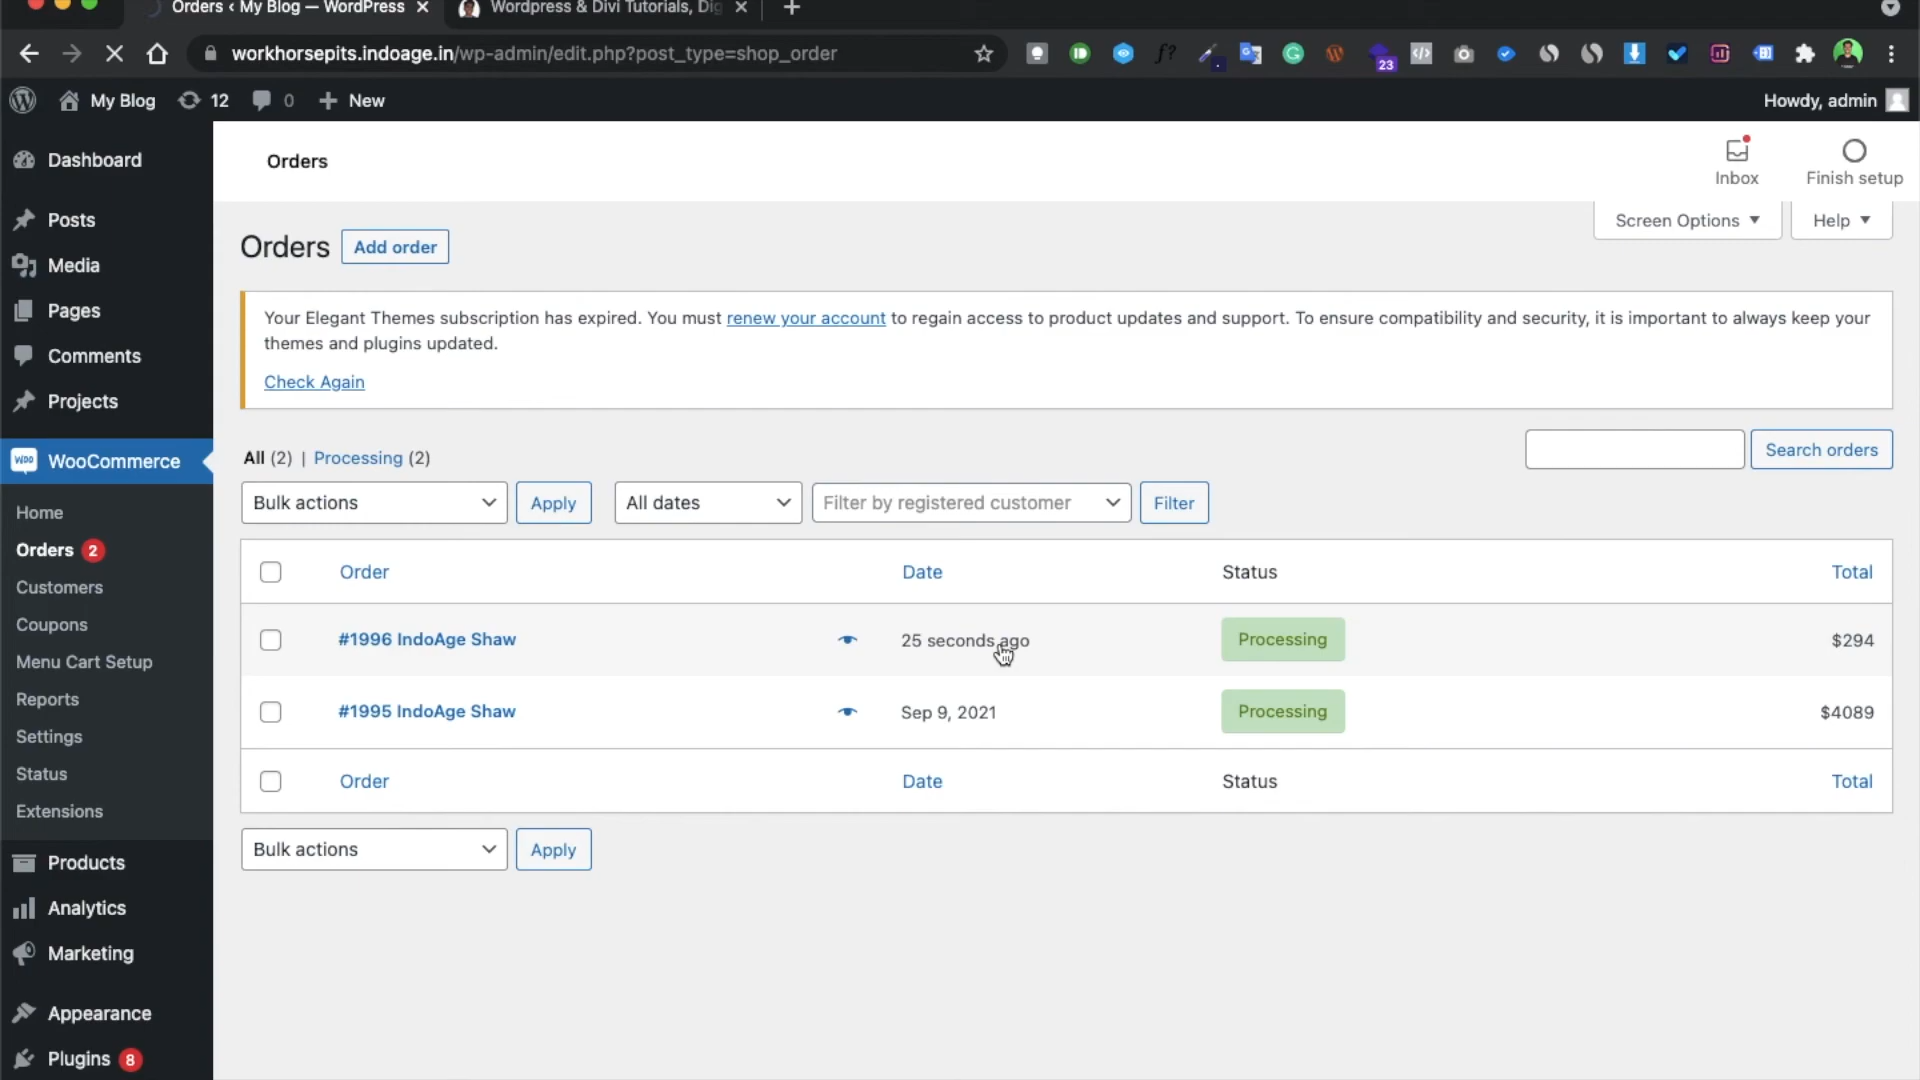 Orders ‹ My Blog — WordPress
Wordpress & Divi Tutorials, Dig
workhorsepits.indoage.in/wp-admin/edit.php?post_type=shop_order
23
My Blog 12 0 New
Howdy, admin
Dashboard
Posts
Media
Pages
Comments
Projects
WooCommerce
Home
Orders 2
Customers
Coupons
Menu Cart Setup
Reports
Settings
Status
Extensions
Products
Analytics
Marketing
Appearance
Plugins 8
Orders
Inbox
Finish setup
Screen Options
Help
Orders
Add order
Your Elegant Themes subscription has expired. You must renew your account to regain access to product updates and support. To ensure compatibility and security, it is important to always keep your
themes and plugins updated.
Check Again
All (2) | Processing (2)
Search orders
Bulk actions
Apply
All dates
Filter by registered customer
Filter
Order Date Status Total
#1996 IndoAge Shaw 25 seconds ago Processing $294
#1995 IndoAge Shaw Sep 9, 2021 Processing $4089
Order Date Status Total
Bulk actions
Apply